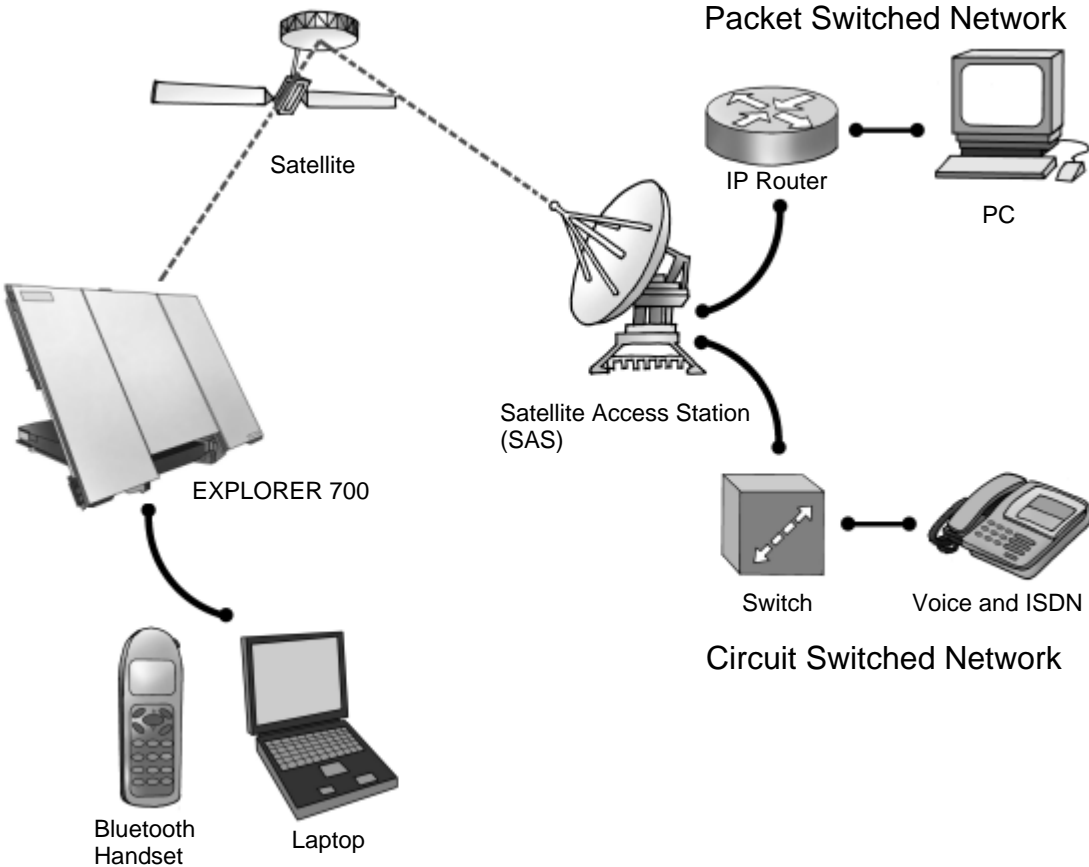 Packet Switched Network
Satellite
IP Router
PC
Satellite Access Station
(SAS)
EXPLORER 700
Switch
Voice and ISDN
Circuit Switched Network
Bluetooth
Handset
Laptop